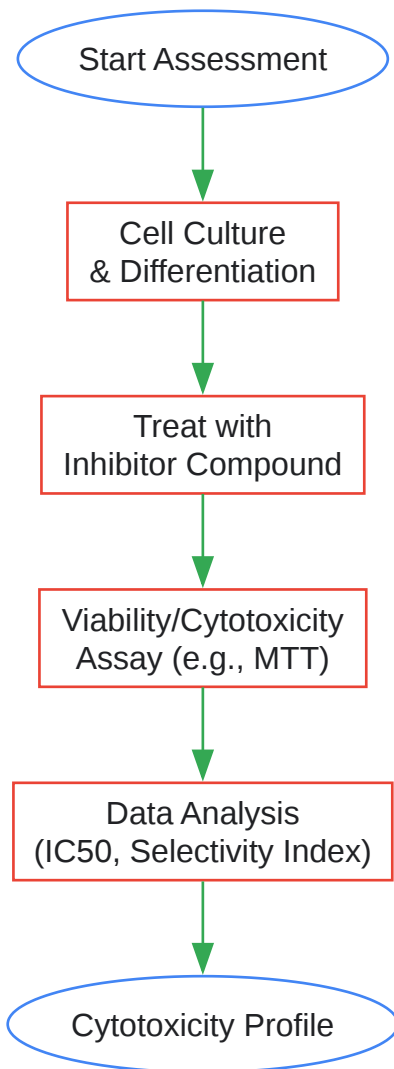 Start Assessment
Cell Culture
& Differentiation
Treat with
Inhibitor Compound
Viability/Cytotoxicity
Assay (e.g., MTT)
Data Analysis
(IC50, Selectivity Index)
Cytotoxicity Profile